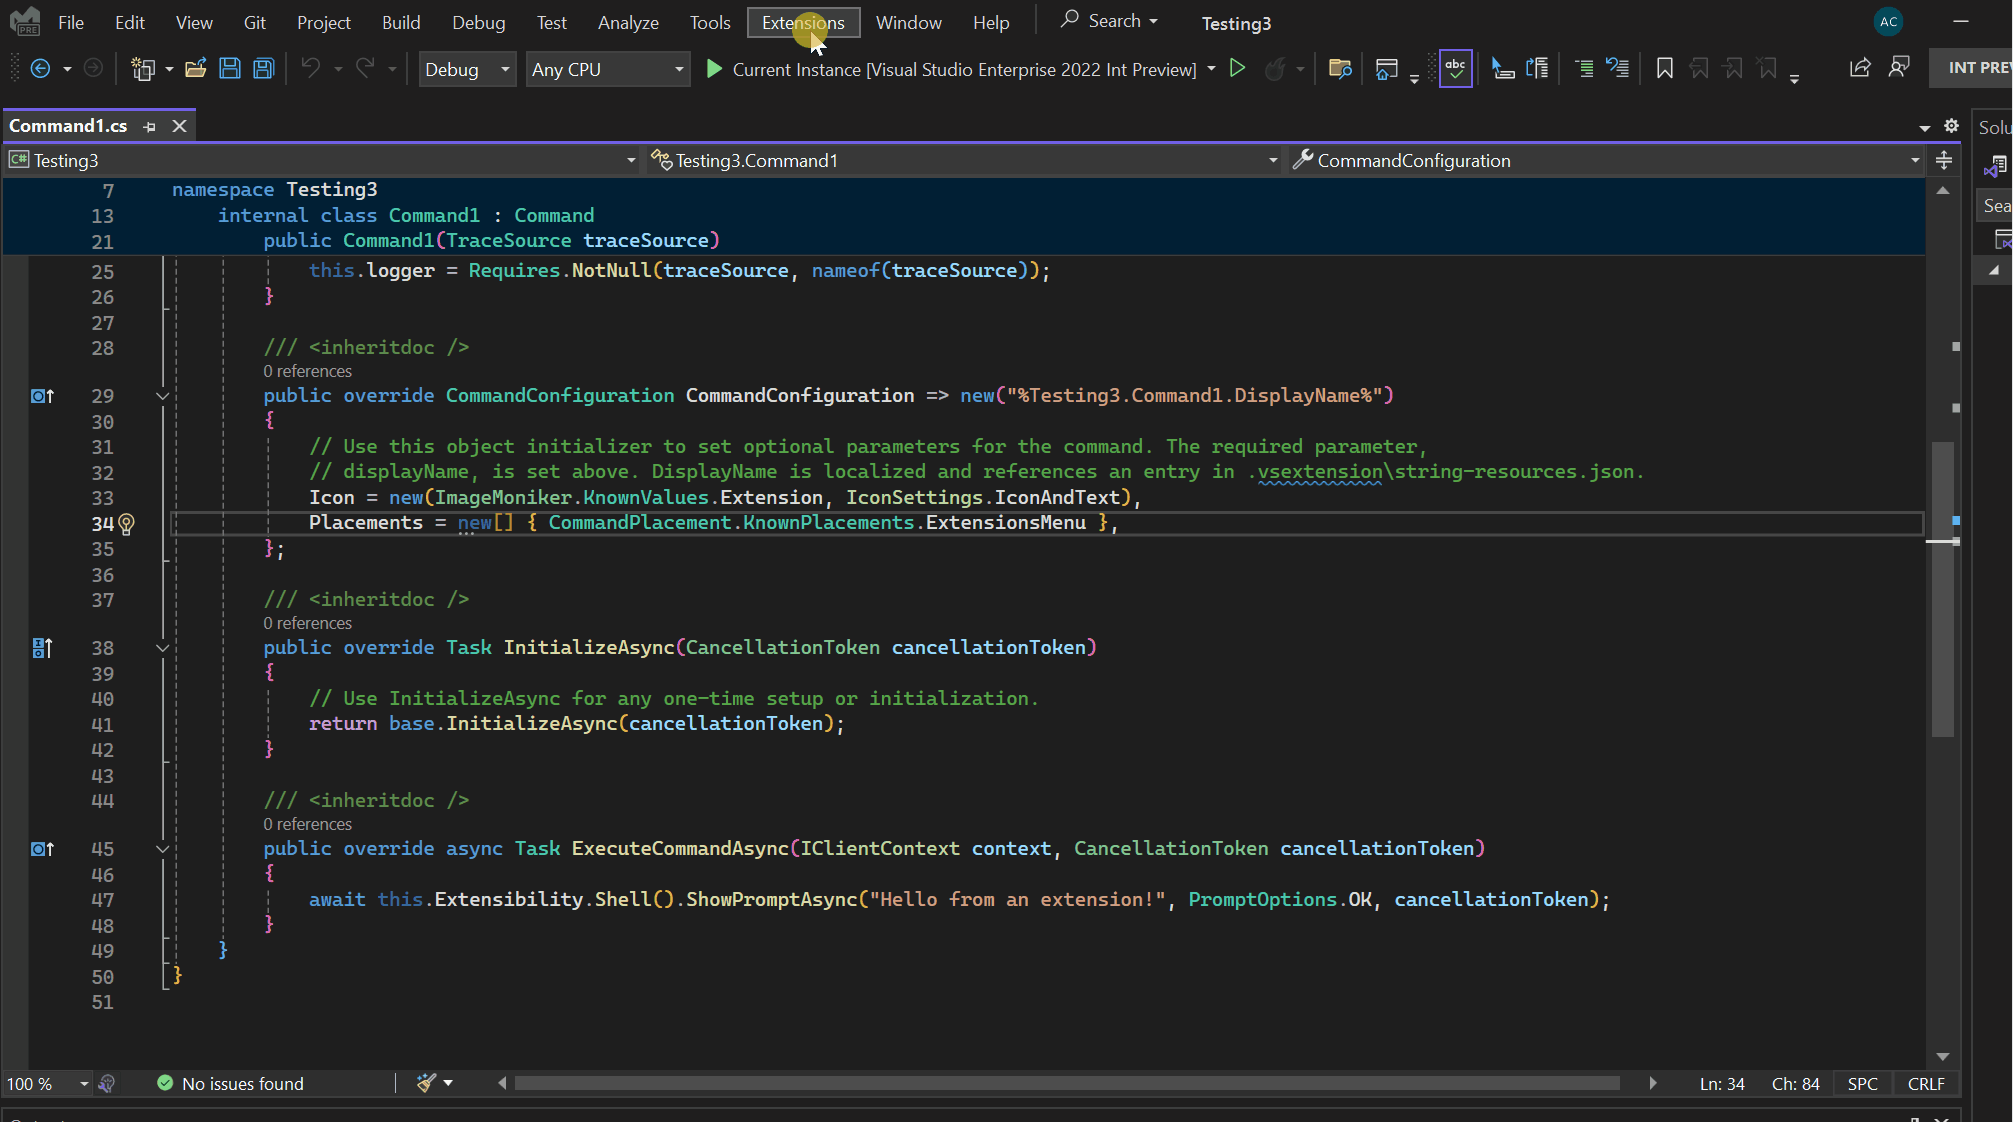 PRE File Edit View Git Project Build Debug Test Analyze Tools Extensions Window Help Search Testing3 AC
Debug Any CPU Current Instance [Visual Studio Enterprise 2022 Int Preview] abc INT PRE
Command1.cs Solu
C# Testing3 Testing3.Command1 CommandConfiguration
7 namespace Testing3
Sea
13 internal class Command1 : Command
21 public Command1(TraceSource traceSource)
25 this.logger = Requires.NotNull(traceSource, nameof(traceSource));
26 }
27
28 /// <inheritdoc />
0 references
29 public override CommandConfiguration CommandConfiguration => new("%Testing3.Command1.DisplayName%")
30 {
31 // Use this object initializer to set optional parameters for the command. The required parameter,
32 // displayName, is set above. DisplayName is localized and references an entry in .vsextension\string-resources.json.
33 Icon = new(ImageMoniker.KnownValues.Extension, IconSettings.IconAndText),
34 Placements = new[] { CommandPlacement.KnownPlacements.ExtensionsMenu },
35 };
36
37 /// <inheritdoc />
0 references
38 public override Task InitializeAsync(CancellationToken cancellationToken)
39 {
40 // Use InitializeAsync for any one-time setup or initialization.
41 return base.InitializeAsync(cancellationToken);
42 }
43
44 /// <inheritdoc />
0 references
45 public override async Task ExecuteCommandAsync(IClientContext context, CancellationToken cancellationToken)
46 {
47 await this.Extensibility.Shell().ShowPromptAsync("Hello from an extension!", PromptOptions.OK, cancellationToken);
48 }
49 }
50 }
51
100 % No issues found Ln: 34 Ch: 84 SPC CRLF